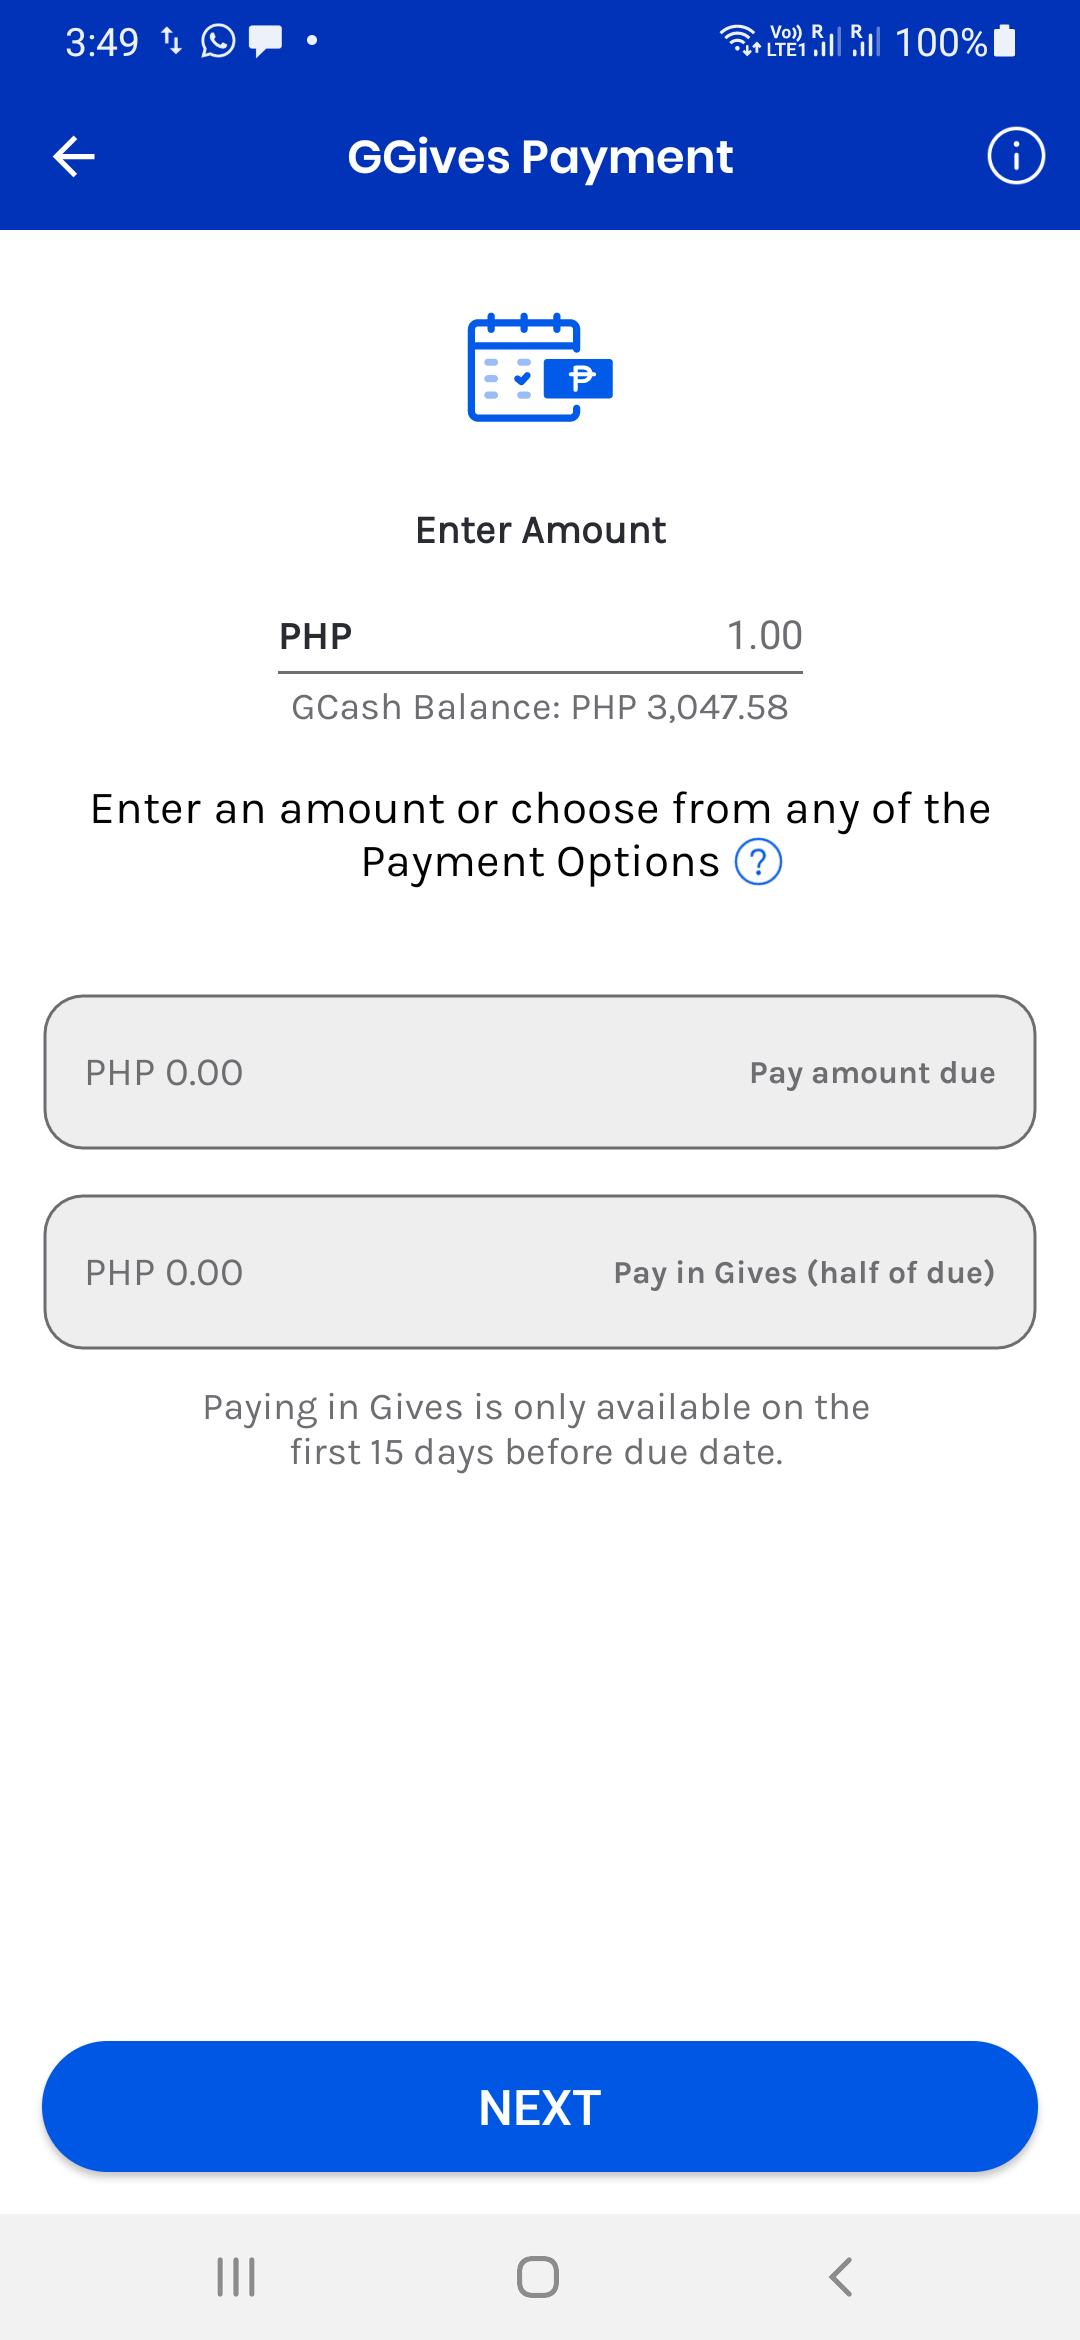 3:49 Vo)) LTE1 R R 100%
GGives Payment
₱
Enter Amount
PHP 1.00
GCash Balance: PHP 3,047.58
Enter an amount or choose from any of the
Payment Options ?
PHP 0.00 Pay amount due
PHP 0.00 Pay in Gives (half of due)
Paying in Gives is only available on the
first 15 days before due date.
NEXT